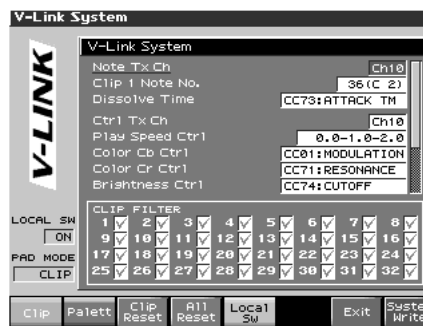 V-Link System
V-LINK
V-Link System
Note Tx Ch Ch10
Clip 1 Note No. 36(C 2)
Dissolve Time CC73:ATTACK TM
Ctrl Tx Ch Ch10
Play Speed Ctrl 0.0-1.0-2.0
Color Cb Ctrl CC01:MODULATION
Color Cr Ctrl CC71:RESONANCE
Brightness Ctrl CC74:CUTOFF
LOCAL SW
ON
PAD MODE
CLIP
CLIP FILTER
1 2 3 4 5 6 7 8
9 10 11 12 13 14 15 16
17 18 19 20 21 22 23 24
25 26 27 28 29 30 31 32
Clip Palett Clip Reset All Reset Local Sw Exit Syste Write